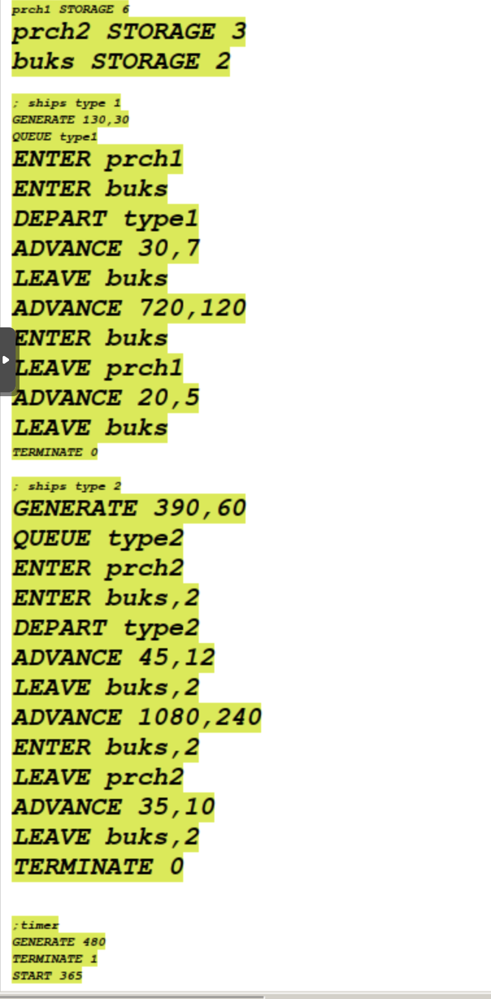 prch1 STORAGE 6
prch2 STORAGE 3
buks STORAGE 2
; ships type 1
GENERATE 130,30
QUEUE type1
ENTER prch1
ENTER buks
DEPART type1
ADVANCE 30,7
LEAVE buks
ADVANCE 720,120
ENTER buks
LEAVE prch1
ADVANCE 20,5
LEAVE buks
TERMINATE 0
; ships type 2
GENERATE 390,60
QUEUE type2
ENTER prch2
ENTER buks,2
DEPART type2
ADVANCE 45,12
LEAVE buks,2
ADVANCE 1080,240
ENTER buks,2
LEAVE prch2
ADVANCE 35,10
LEAVE buks,2
TERMINATE 0
;timer
GENERATE 480
TERMINATE 1
START 365